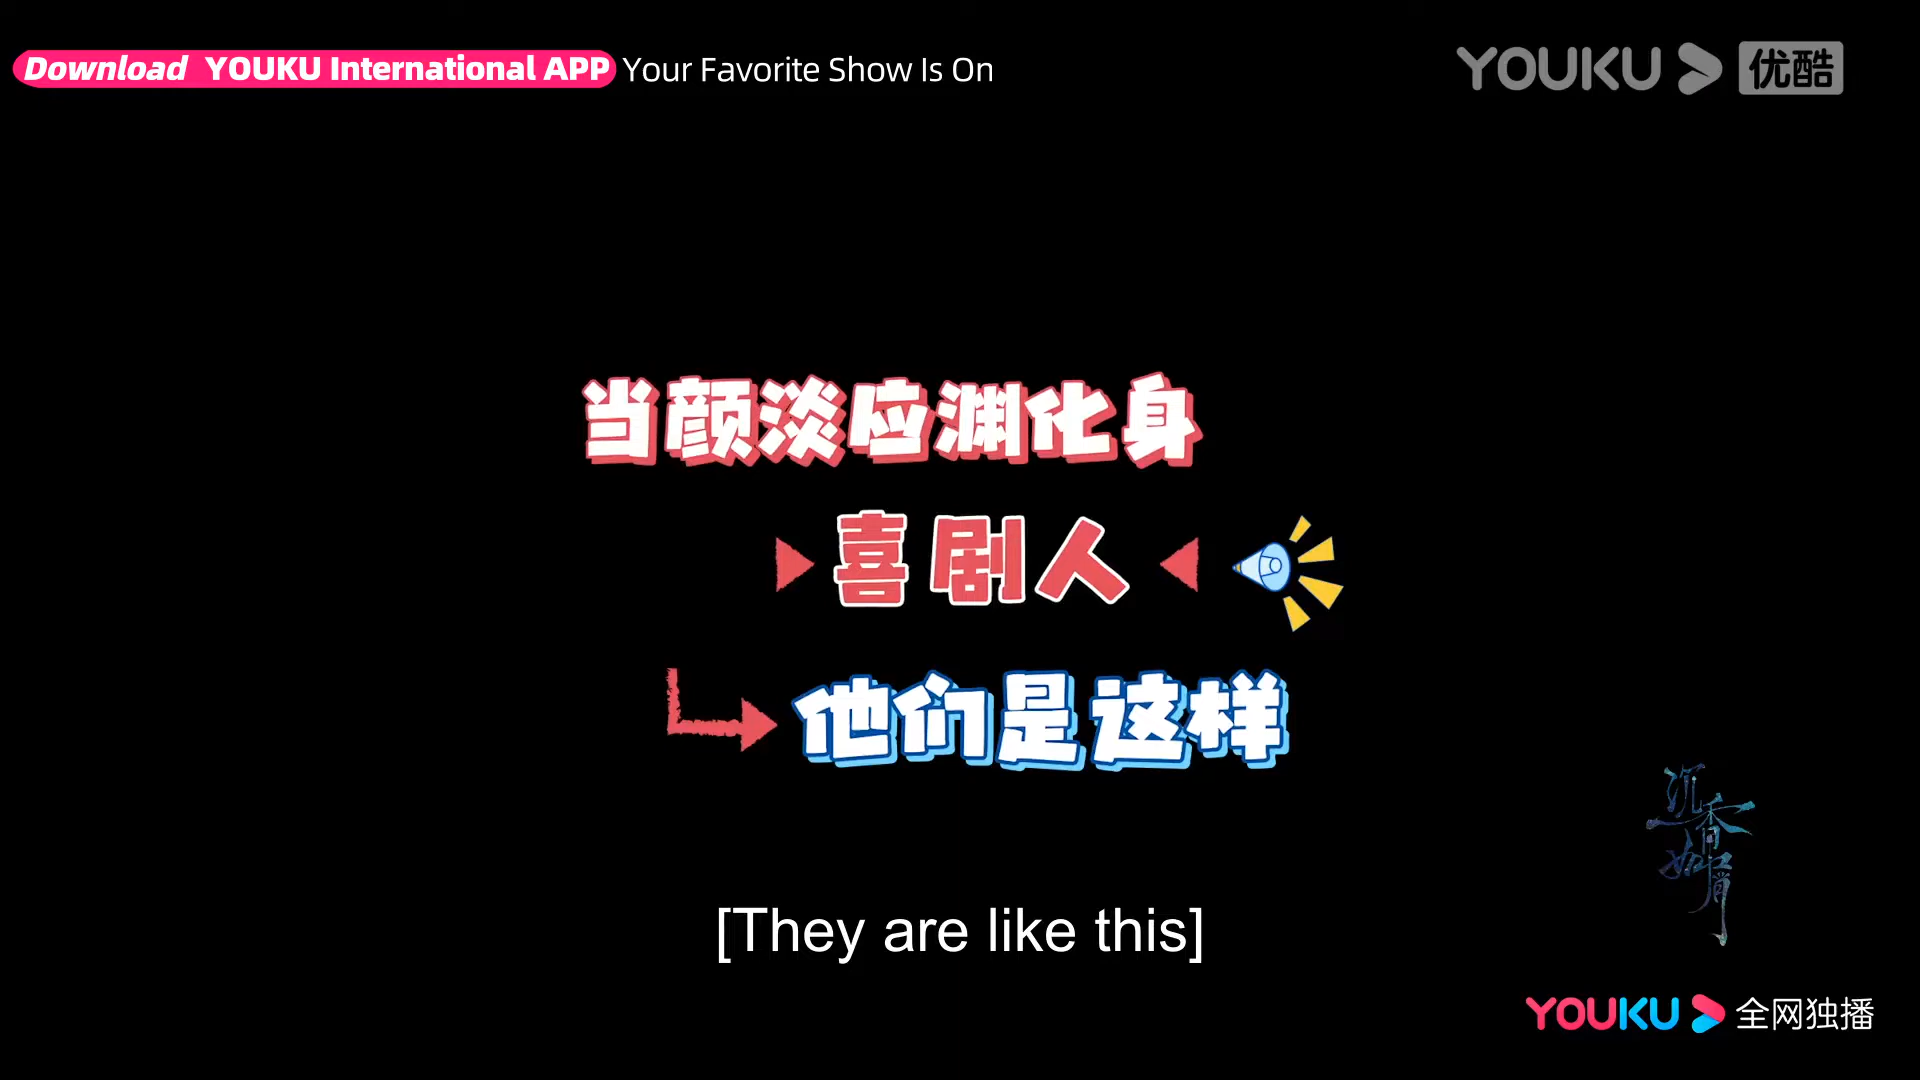 Download YOUKU International APP Your Favorite Show Is On
YOUKU 优酷
当颜淡应渊化身
喜剧人
他们是这样
沉香如屑
[They are like this]
YOUKU 全网独播